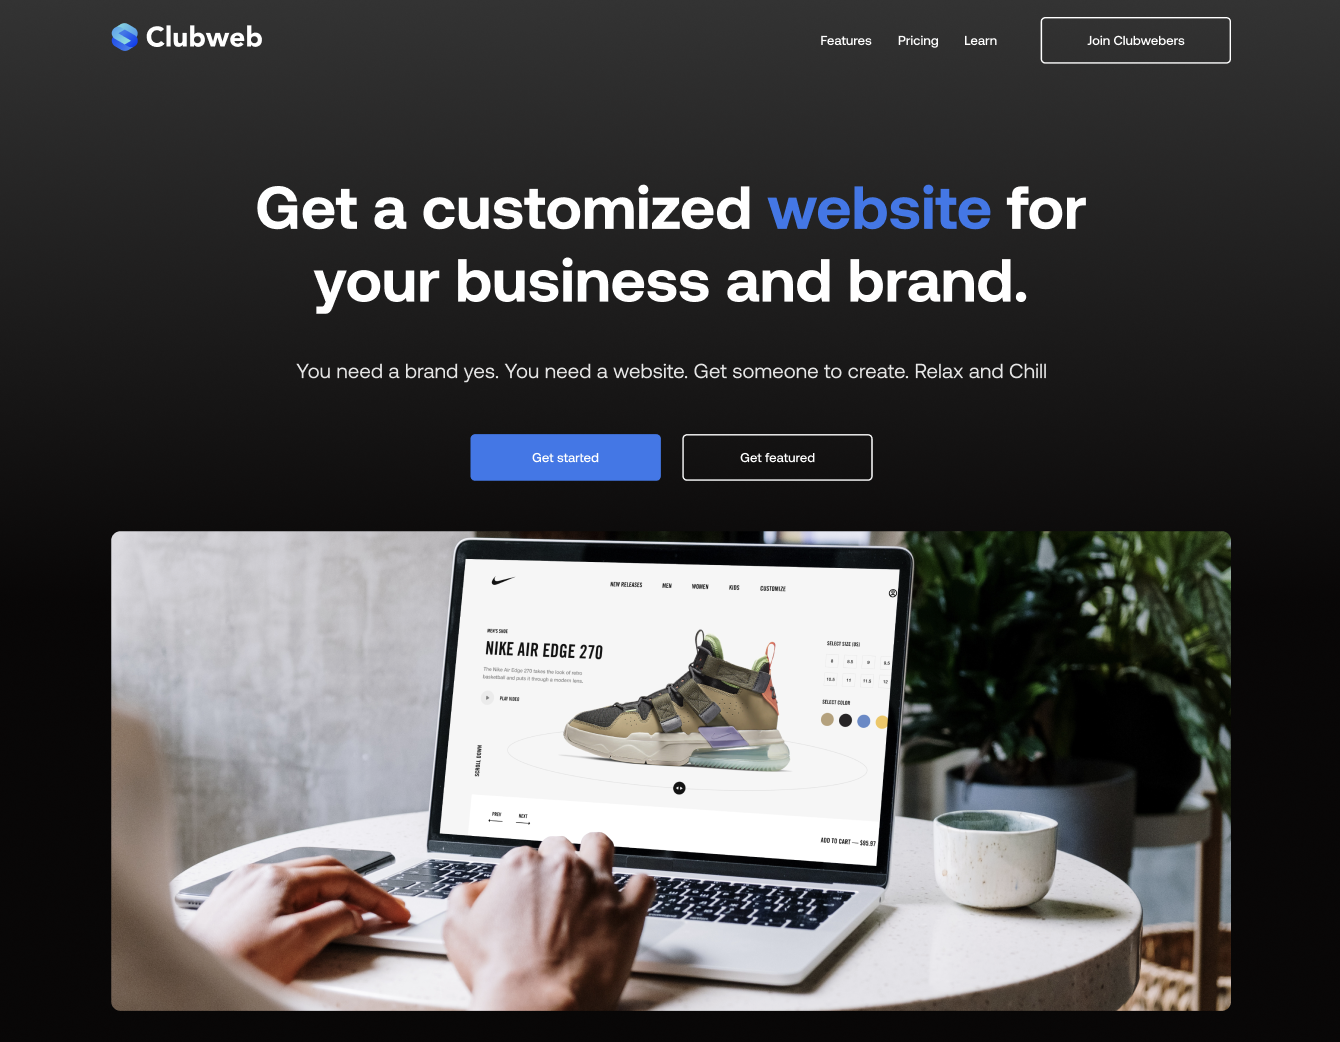 Clubweb
Features Pricing Learn Join Clubwebers
Get a customized website for
your business and brand.
You need a brand yes. You need a website. Get someone to create. Relax and Chill
Get started Get featured
NEW RELEASES MEN WOMEN KIDS CUSTOMIZE
MEN'S SHOE
NIKE AIR EDGE 270
The Nike Air Edge 270 takes the look of retro
basketball and puts it through a modern lens.
PLAY VIDEO
SELECT SIZE (US)
8 8.5 9 9.5
10.5 11 11.5 12
SELECT COLOR
SCROLL DOWN
PREV NEXT
ADD TO CART — $95.97